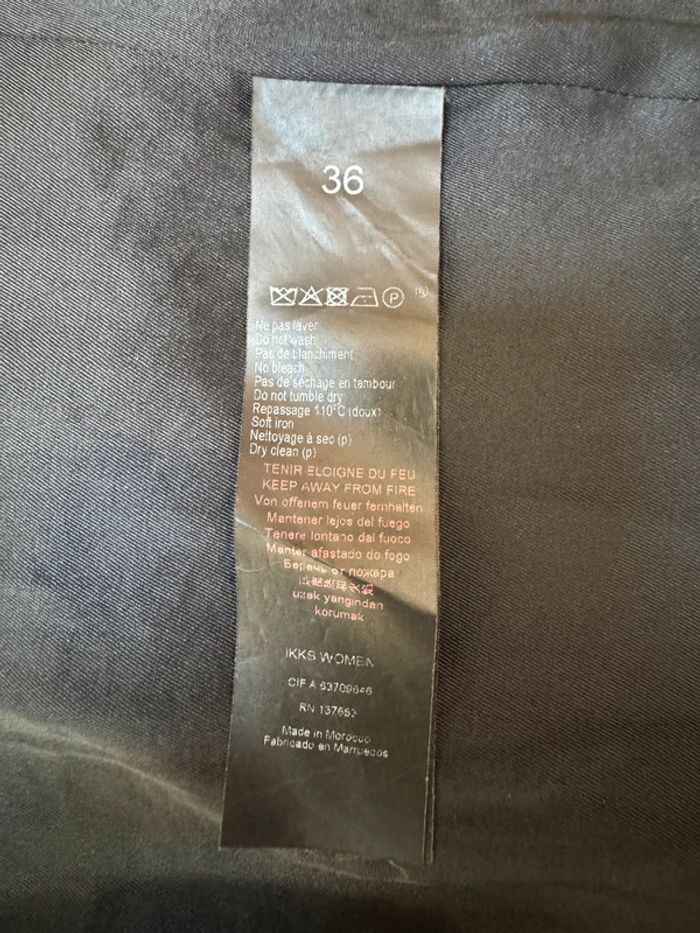 36
P
Ne pas laver
Do not wash
Pas de blanchiment
No bleach
Pas de séchage en tambour
Do not tumble dry
Repassage 110°C (doux)
Soft iron
Nettoyage à sec (p)
Dry clean (p)
TENIR ELOIGNE DU FEU
KEEP AWAY FROM FIRE
Von offenem feuer fernhalten
Mantener lejos del fuego
Tenere lontano dal fuoco
Manter afastado do fogo
Беречь от пожара
uzak yangından
korumak
IKKS WOMEN
CIF A
RN 137663
Made in Morocco
Fabricado en Marruecos